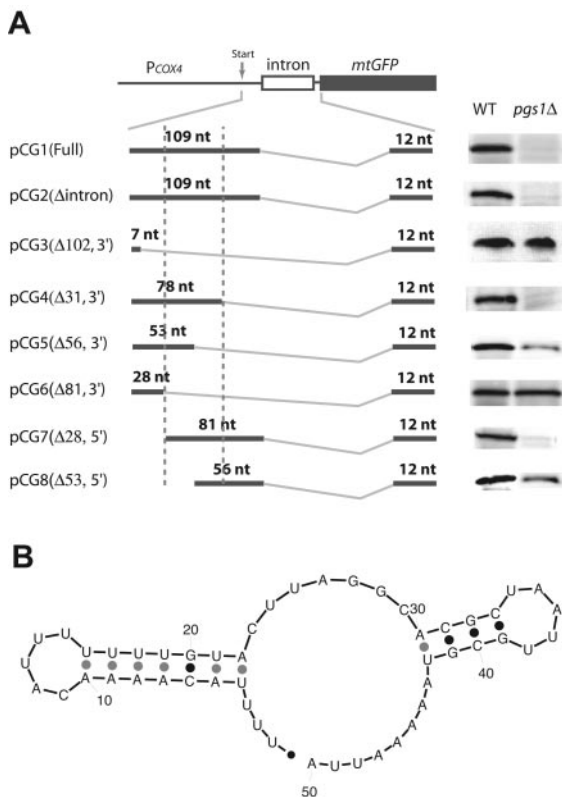 A
Start
PCOX4
intron
mtGFP
WT pgs1Δ
pCG1(Full) 109 nt 12 nt
pCG2(Δintron) 109 nt 12 nt
pCG3(Δ102, 3') 7 nt 12 nt
pCG4(Δ31, 3') 78 nt 12 nt
pCG5(Δ56, 3') 53 nt 12 nt
pCG6(Δ81, 3') 28 nt 12 nt
pCG7(Δ28, 5') 81 nt 12 nt
pCG8(Δ53, 5') 56 nt 12 nt
B
UUUUACAAAAACAUUUUUUUGUACUUAGGCACGCUAAUUGCGUAAAAAUUA
10
20
30
40
50